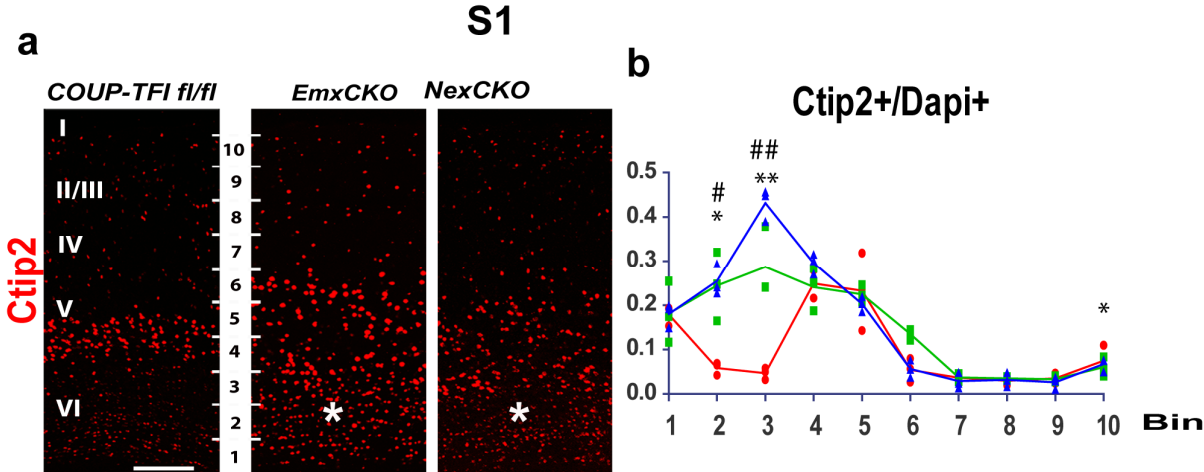 S1
a
COUP-TFI fl/fl
EmxCKO
NexCKO
Ctip2
I
II/III
IV
V
VI
10
9
8
7
6
5
4
3
2
1
*
*
b
Ctip2+/Dapi+
##
**
#
*
*
0.5
0.4
0.3
0.2
0.1
0.0
1 2 3 4 5 6 7 8 9 10 Bin